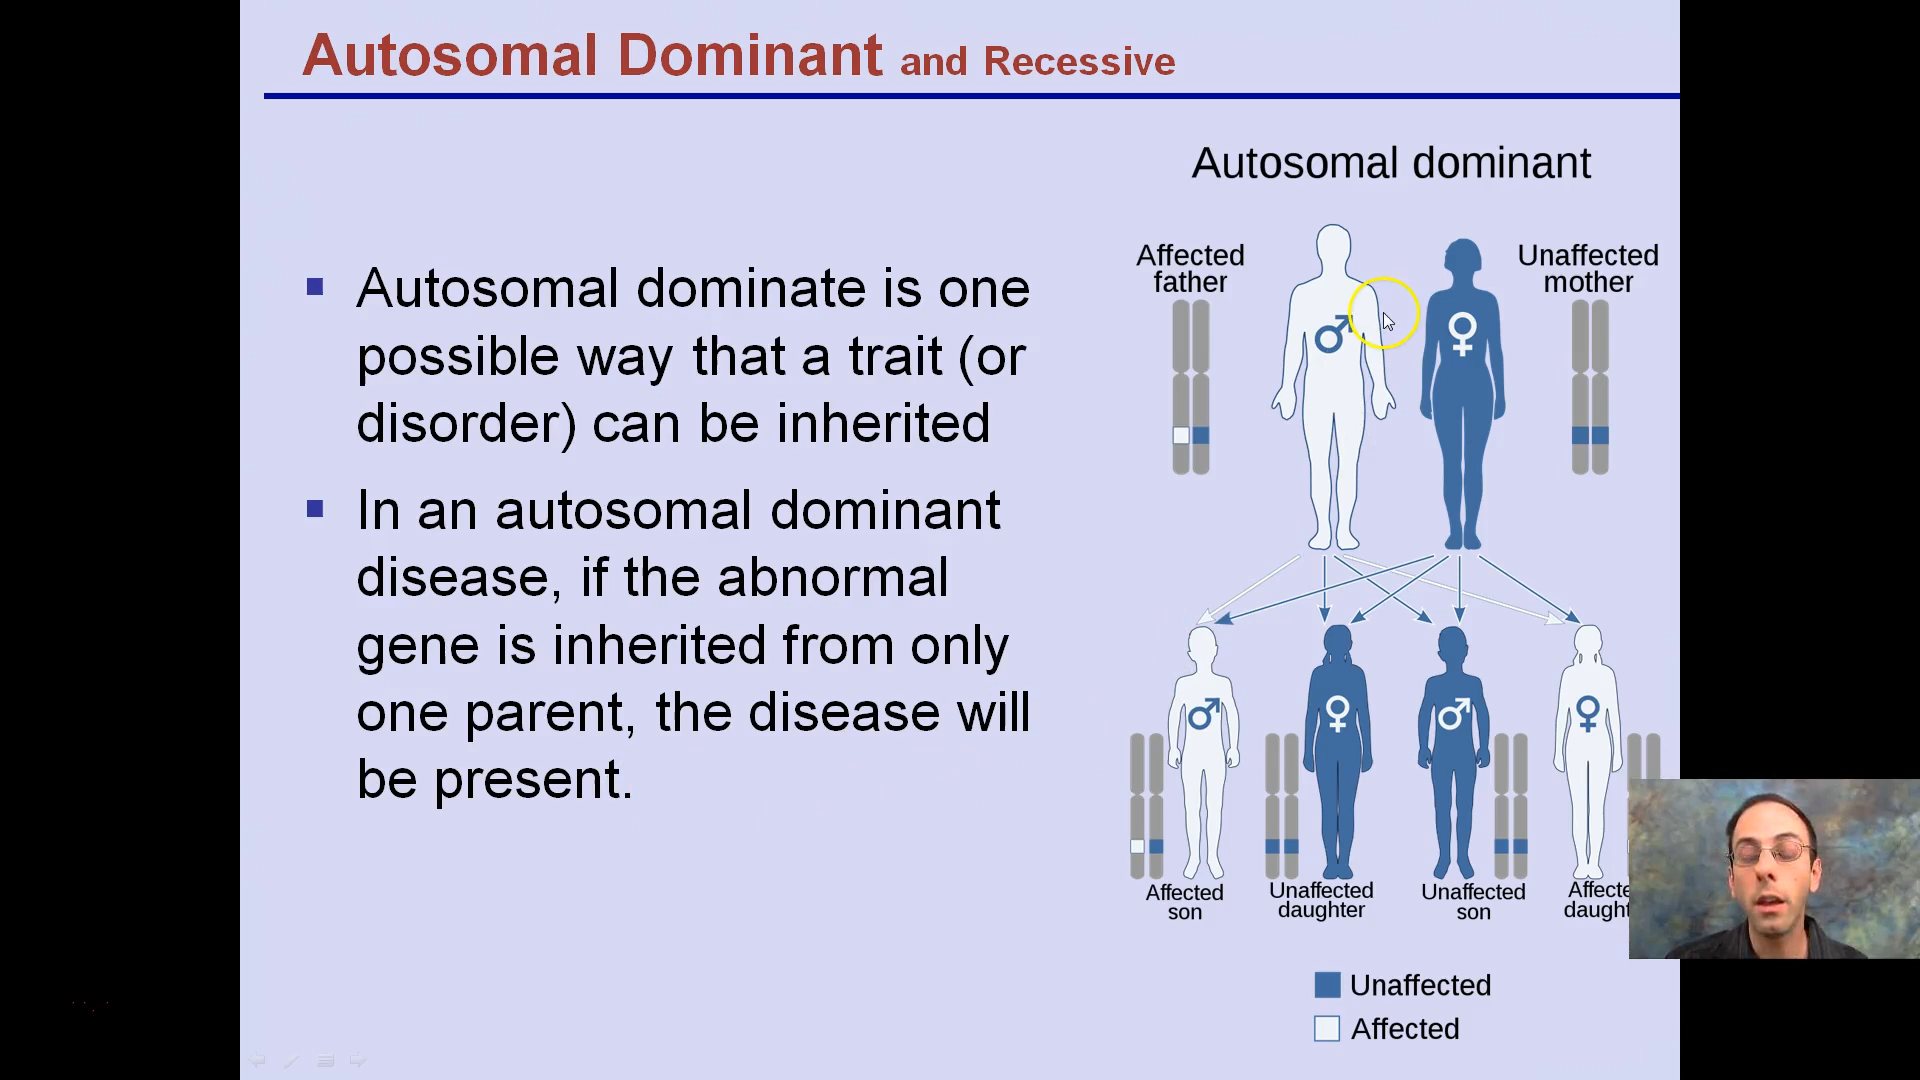 Autosomal Dominant and Recessive
Autosomal dominant
Affected
father
Unaffected
mother
▪ Autosomal dominate is one
possible way that a trait (or
disorder) can be inherited
▪ In an autosomal dominant
disease, if the abnormal
gene is inherited from only
one parent, the disease will
be present.
Affected
son
Unaffected
daughter
Unaffected
son
Affecte
daught
Unaffected
Affected